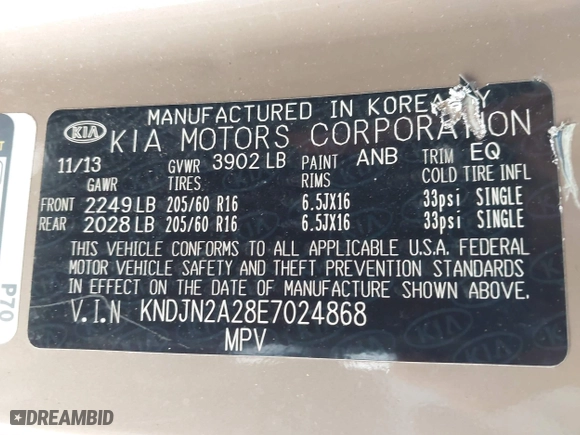 MANUFACTURED IN KOREA BY
KIA KIA MOTORS CORPORATION
11/13 GVWR 3902 LB PAINT ANB TRIM EQ
GAWR TIRES RIMS COLD TIRE INFL
FRONT 2249 LB 205/60 R16 6.5JX16 33psi SINGLE
REAR 2028 LB 205/60 R16 6.5JX16 33psi SINGLE
THIS VEHICLE CONFORMS TO ALL APPLICABLE U.S.A. FEDERAL
MOTOR VEHICLE SAFETY AND THEFT PREVENTION STANDARDS
IN EFFECT ON THE DATE OF MANUFACTURE SHOWN ABOVE.
V.I.N KNDJN2A28E7024868
MPV
P70
DREAMBID